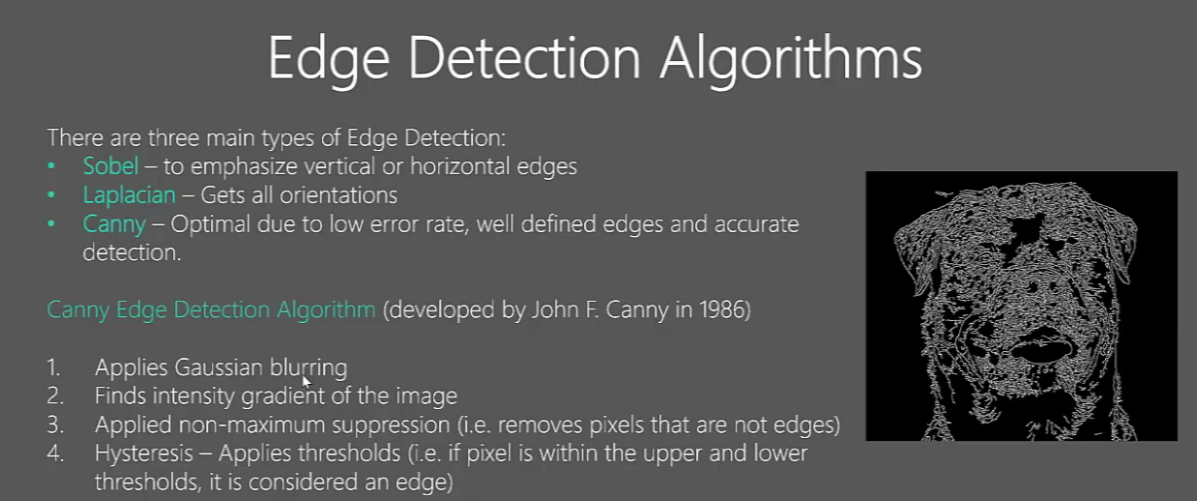 Edge Detection Algorithms
There are three main types of Edge Detection:
• Sobel – to emphasize vertical or horizontal edges
• Laplacian – Gets all orientations
• Canny – Optimal due to low error rate, well defined edges and accurate
detection.
Canny Edge Detection Algorithm (developed by John F. Canny in 1986)
1. Applies Gaussian blurring
2. Finds intensity gradient of the image
3. Applied non-maximum suppression (i.e. removes pixels that are not edges)
4. Hysteresis – Applies thresholds (i.e. if pixel is within the upper and lower
thresholds, it is considered an edge)